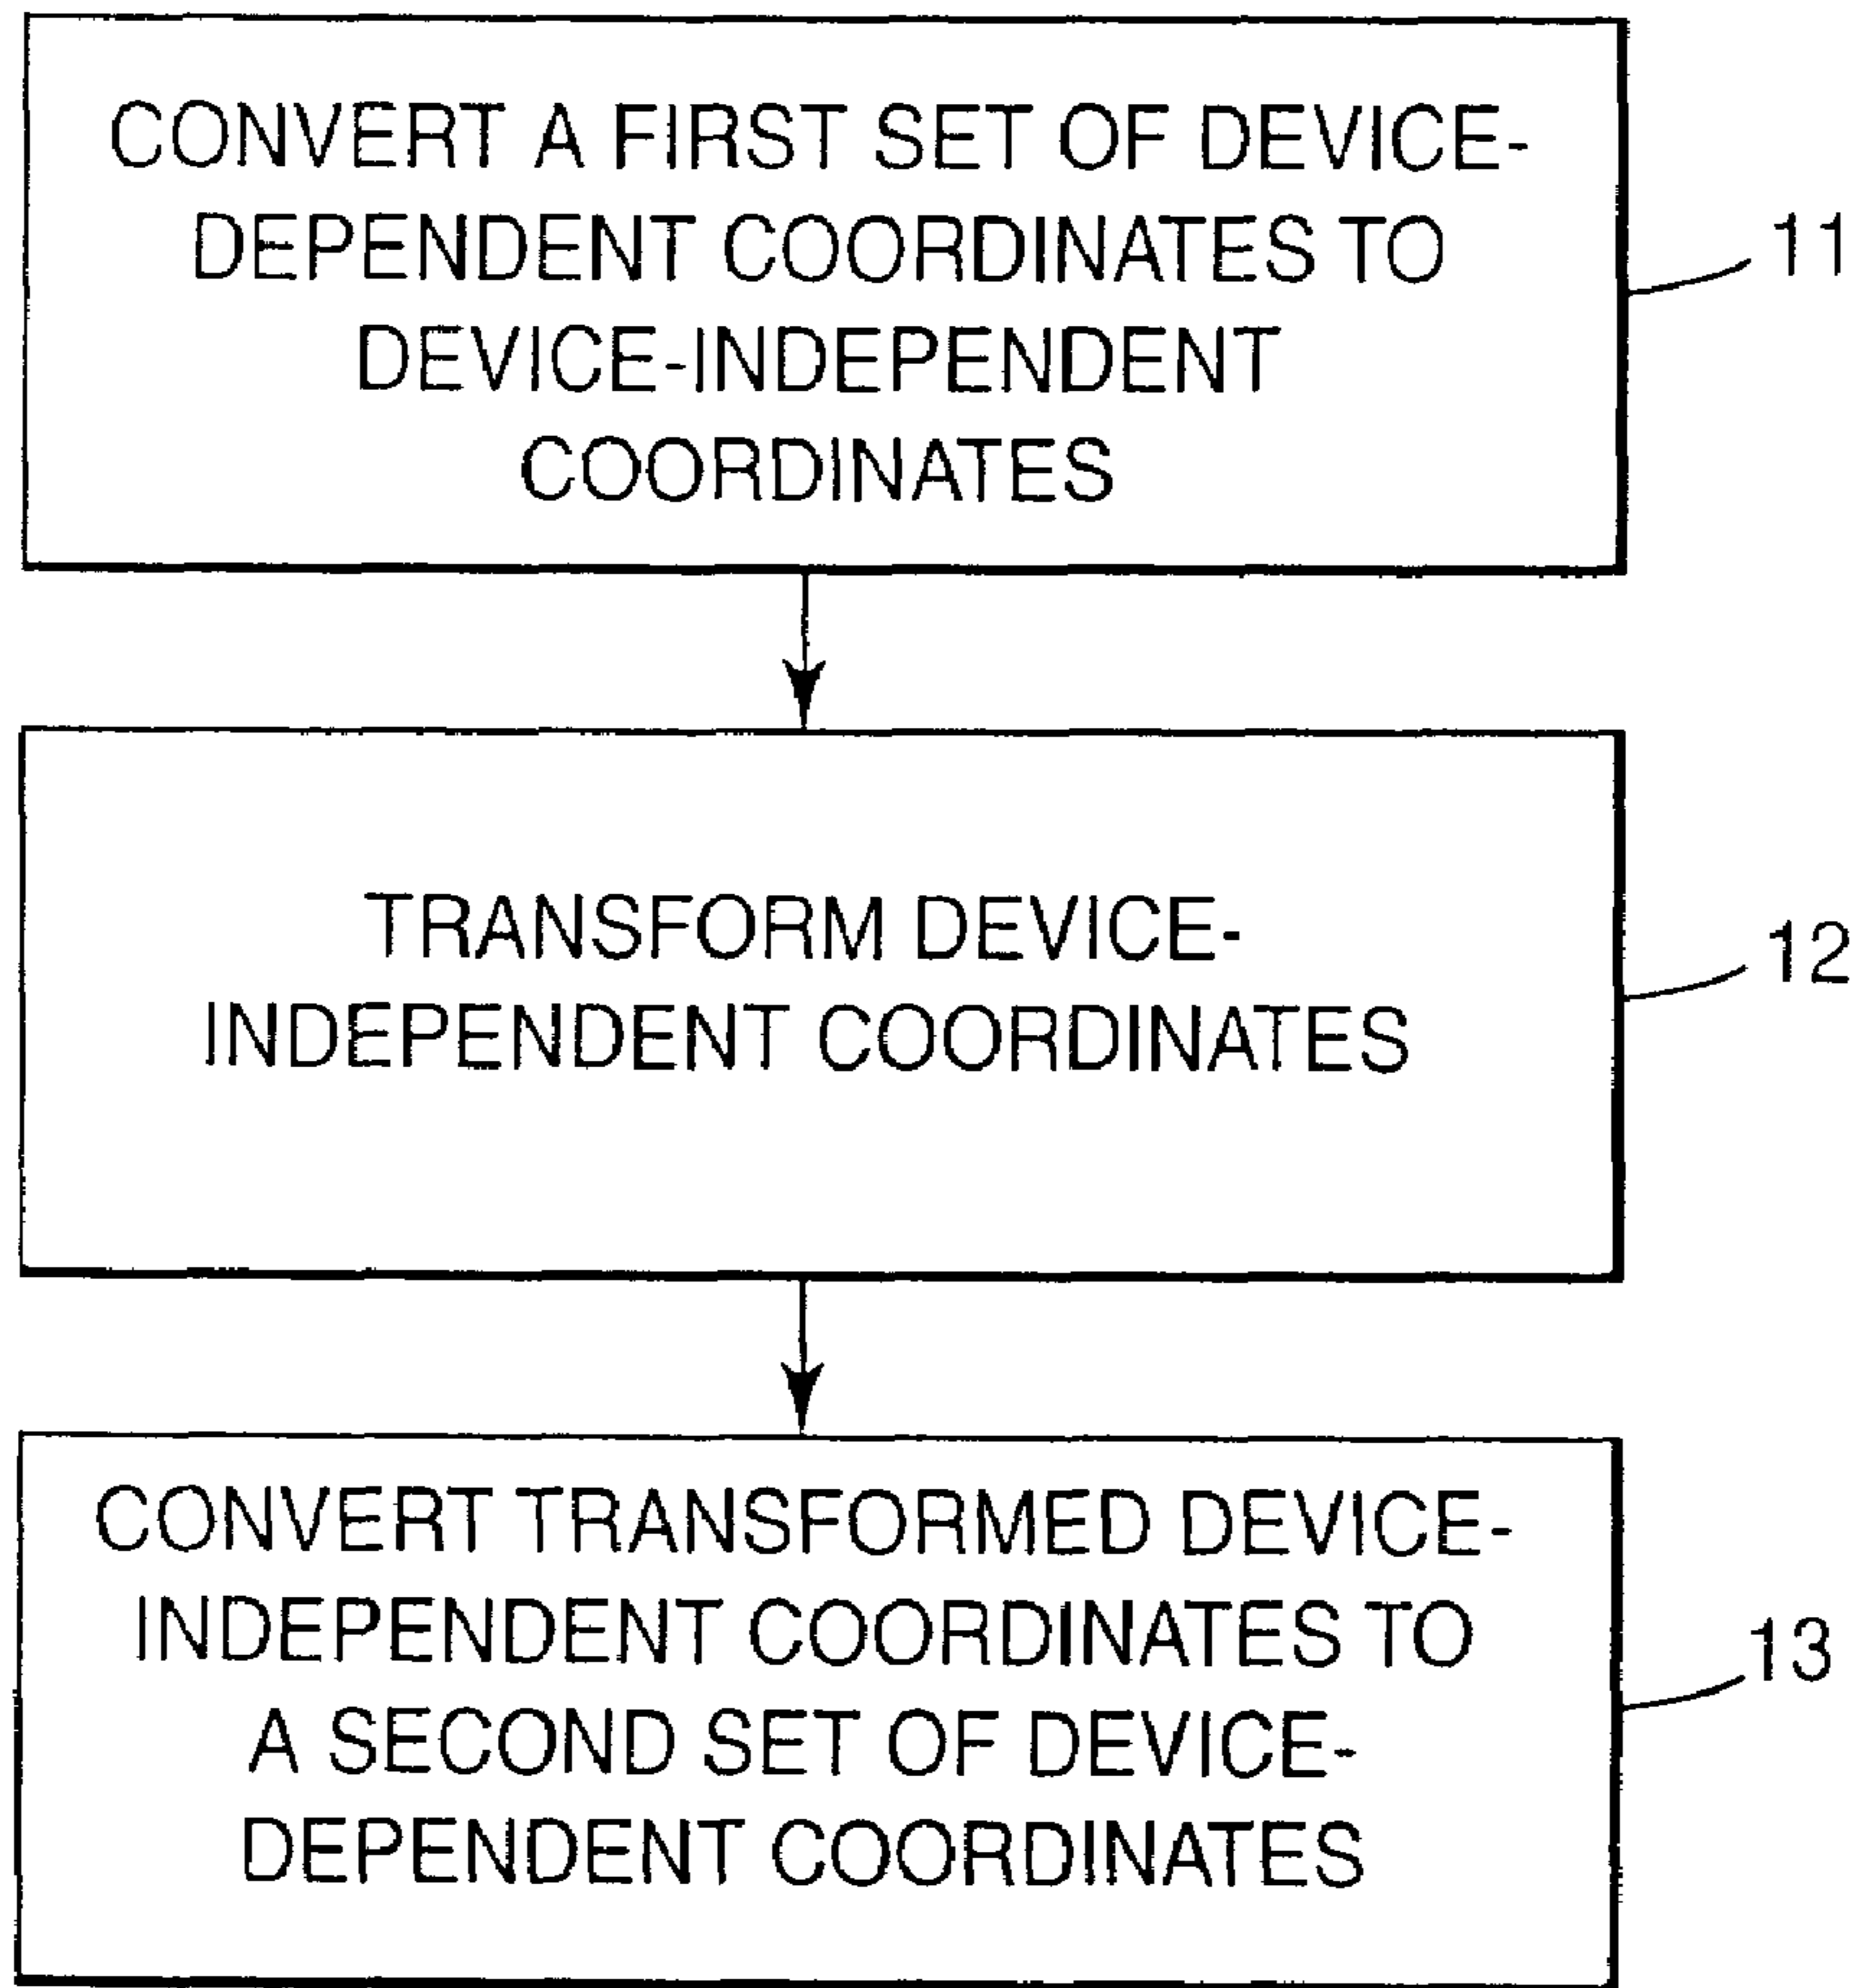 CONVERT A FIRST SET OF DEVICE-
DEPENDENT COORDINATES TO
DEVICE-INDEPENDENT
COORDINATES
11
TRANSFORM DEVICE-
INDEPENDENT COORDINATES
12
CONVERT TRANSFORMED DEVICE-
INDEPENDENT COORDINATES TO
A SECOND SET OF DEVICE-
DEPENDENT COORDINATES
13